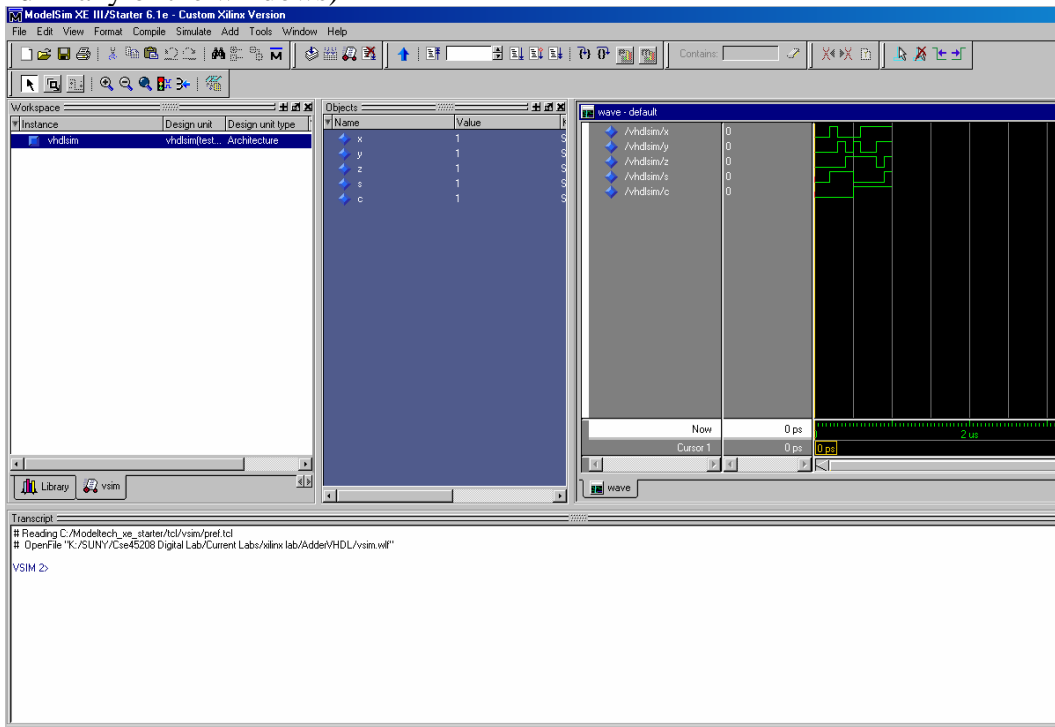 ModelSim XE III/Starter 6.1e - Custom Xilinx Version
File Edit View Format Compile Simulate Add Tools Window Help
Contains:
Workspace
Instance Design unit Design unit type
vhdlsim vhdlsim(test... Architecture
Library vsim
Objects
Name Value
x 1 S
y 1 S
z 1 S
s 1 S
c 1 S
wave - default
/vhdlsim/x 0
/vhdlsim/y 0
/vhdlsim/z 0
/vhdlsim/s 0
/vhdlsim/c 0
Now 0 ps
2 us
Cursor 1 0 ps 0 ps
wave
Transcript
# Reading C:/Modeltech_xe_starter/tcl/vsim/pref.tcl
# OpenFile "K:/SUNY/Cse45208 Digital Lab/Current Labs/xilinx lab/AdderVHDL/vsim.wlf"
VSIM 2>